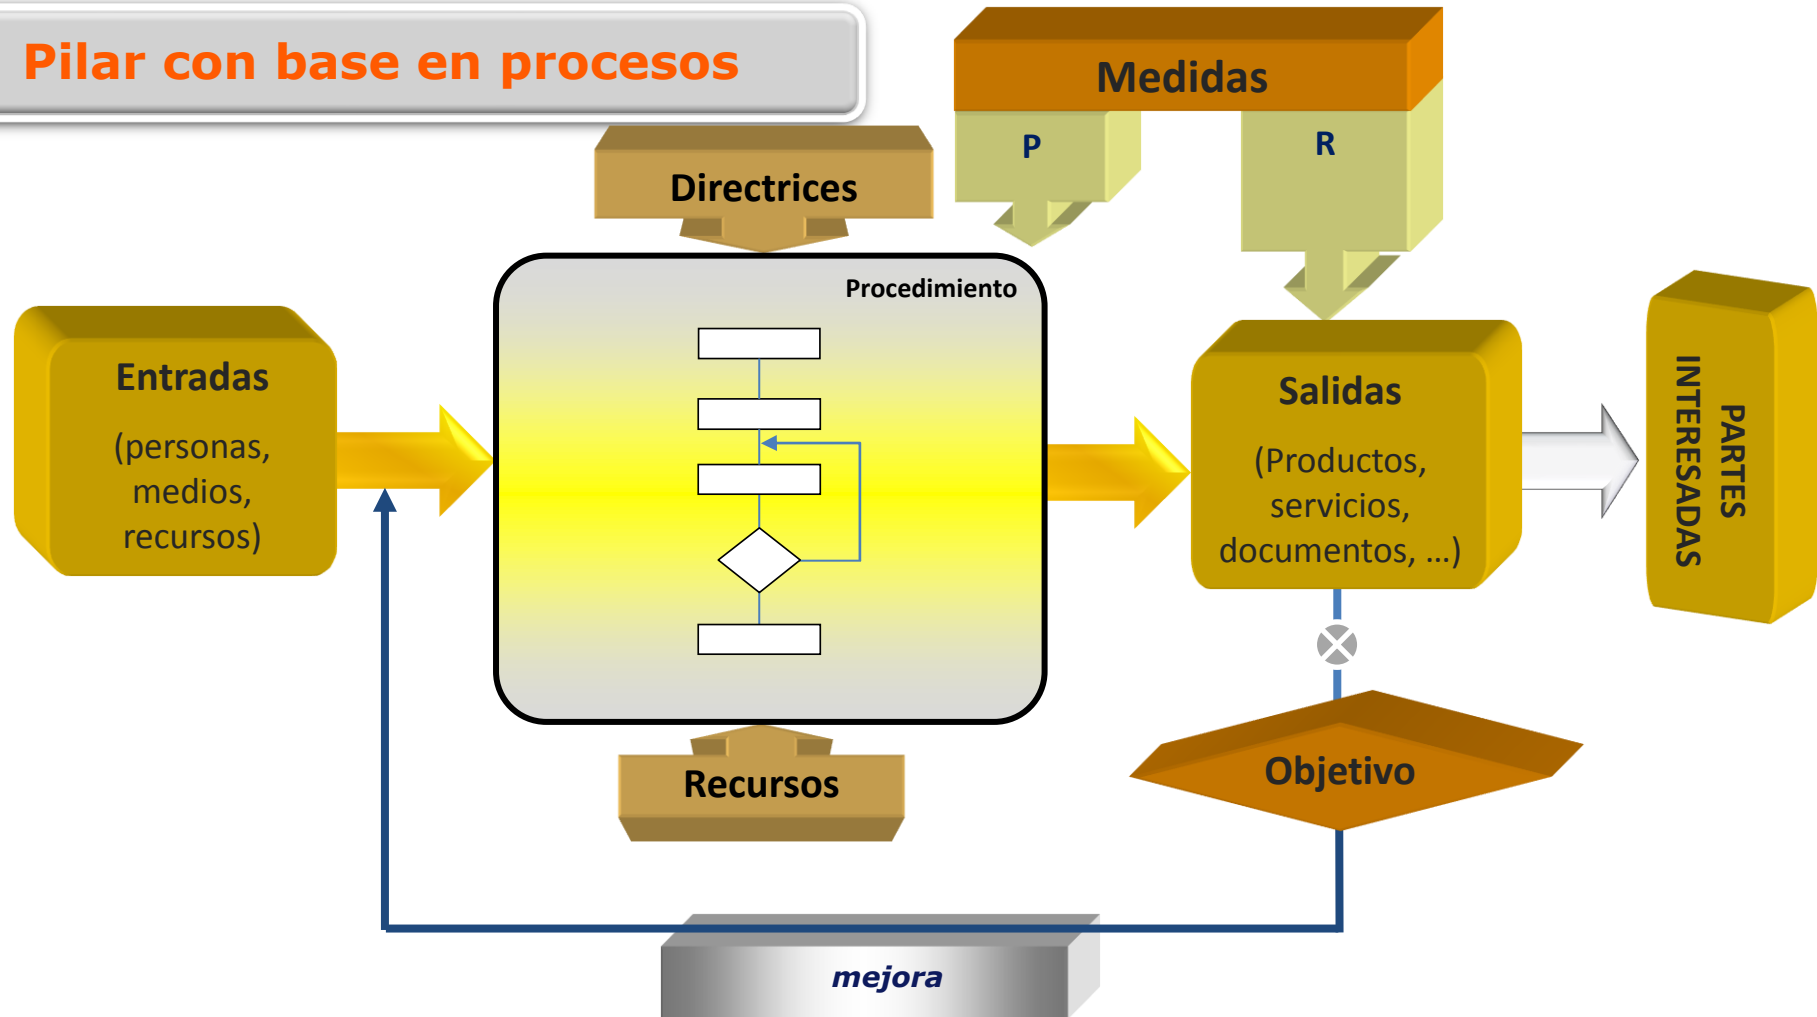 Pilar con base en procesos
Medidas
P
R
Directrices
Procedimiento
Entradas
(personas,
medios,
recursos)
Salidas
(Productos,
servicios,
documentos, ...)
PARTES
INTERESADAS
Recursos
Objetivo
mejora